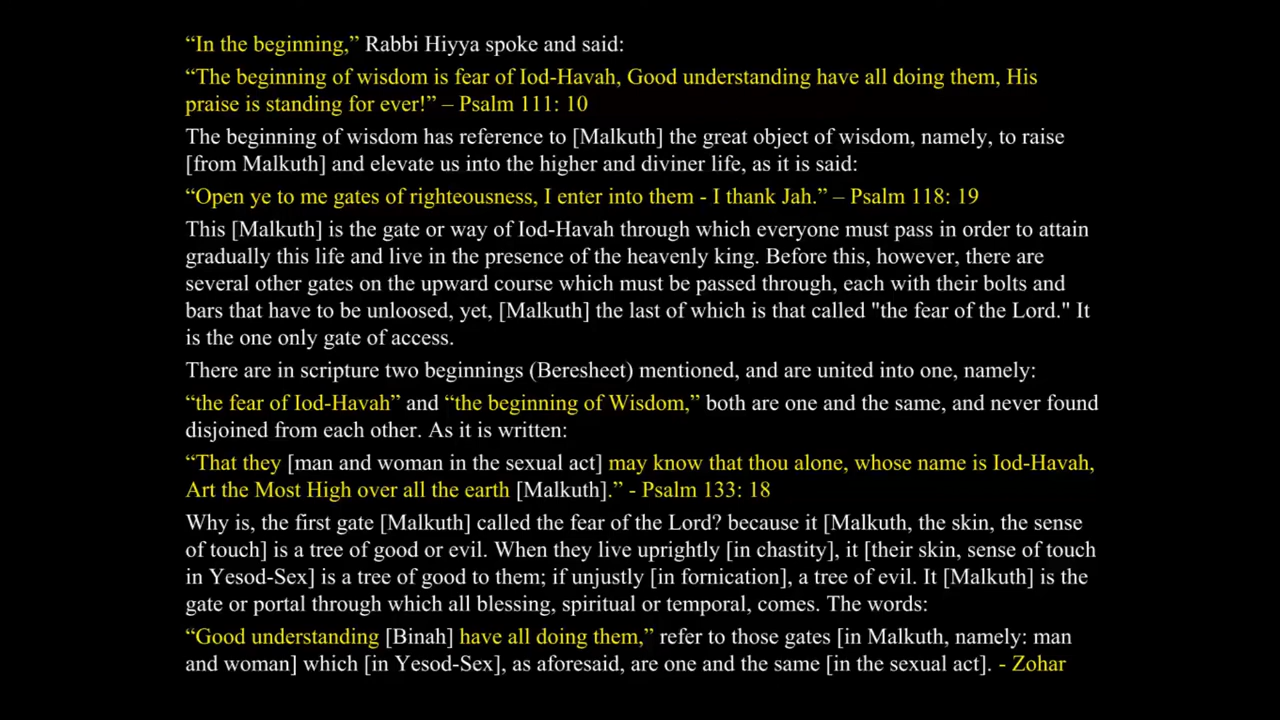 “In the beginning,” Rabbi Hiyya spoke and said:
“The beginning of wisdom is fear of Iod-Havah, Good understanding have all doing them, His
praise is standing for ever!” – Psalm 111: 10
The beginning of wisdom has reference to [Malkuth] the great object of wisdom, namely, to raise
[from Malkuth] and elevate us into the higher and diviner life, as it is said:
“Open ye to me gates of righteousness, I enter into them - I thank Jah.” – Psalm 118: 19
This [Malkuth] is the gate or way of Iod-Havah through which everyone must pass in order to attain
gradually this life and live in the presence of the heavenly king. Before this, however, there are
several other gates on the upward course which must be passed through, each with their bolts and
bars that have to be unloosed, yet, [Malkuth] the last of which is that called "the fear of the Lord." It
is the one only gate of access.
There are in scripture two beginnings (Beresheet) mentioned, and are united into one, namely:
“the fear of Iod-Havah” and “the beginning of Wisdom,” both are one and the same, and never found
disjoined from each other. As it is written:
“That they [man and woman in the sexual act] may know that thou alone, whose name is Iod-Havah,
Art the Most High over all the earth [Malkuth].” - Psalm 133: 18
Why is, the first gate [Malkuth] called the fear of the Lord? because it [Malkuth, the skin, the sense
of touch] is a tree of good or evil. When they live uprightly [in chastity], it [their skin, sense of touch
in Yesod-Sex] is a tree of good to them; if unjustly [in fornication], a tree of evil. It [Malkuth] is the
gate or portal through which all blessing, spiritual or temporal, comes. The words:
“Good understanding [Binah] have all doing them,” refer to those gates [in Malkuth, namely: man
and woman] which [in Yesod-Sex], as aforesaid, are one and the same [in the sexual act]. - Zohar